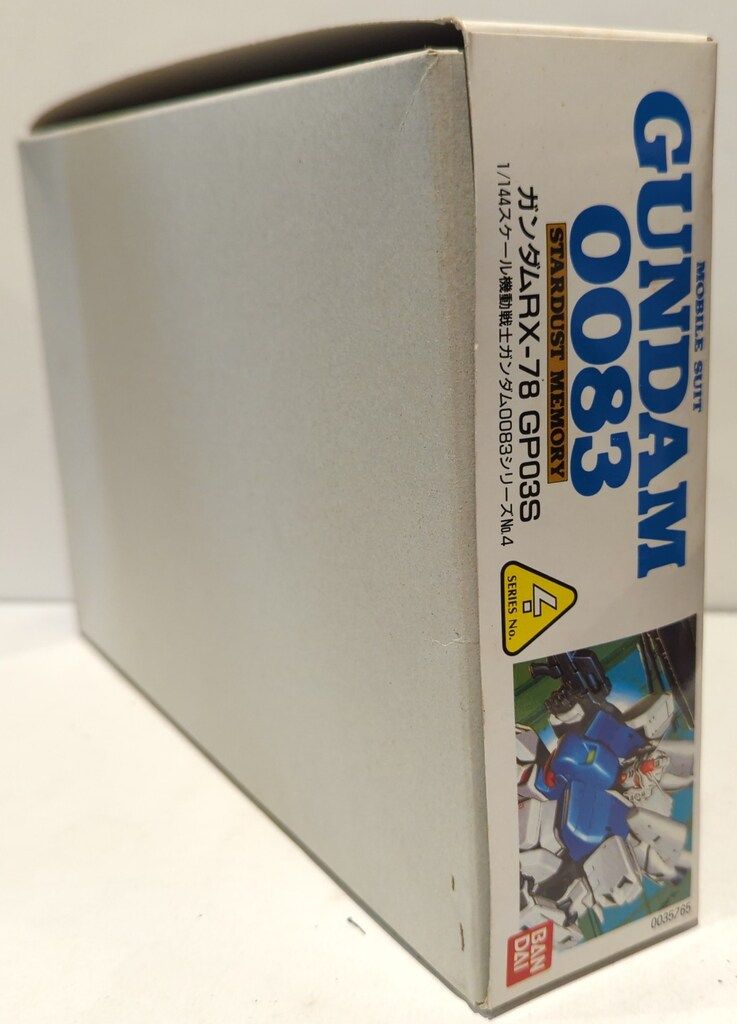 MOBILE SUIT
GUNDAM
0083
STARDUST MEMORY
ガンダムRX-78 GP03S
1/144スケール機動戦士ガンダム0083シリーズ№4
4
SERIES No.
0035765
BAN
DAI